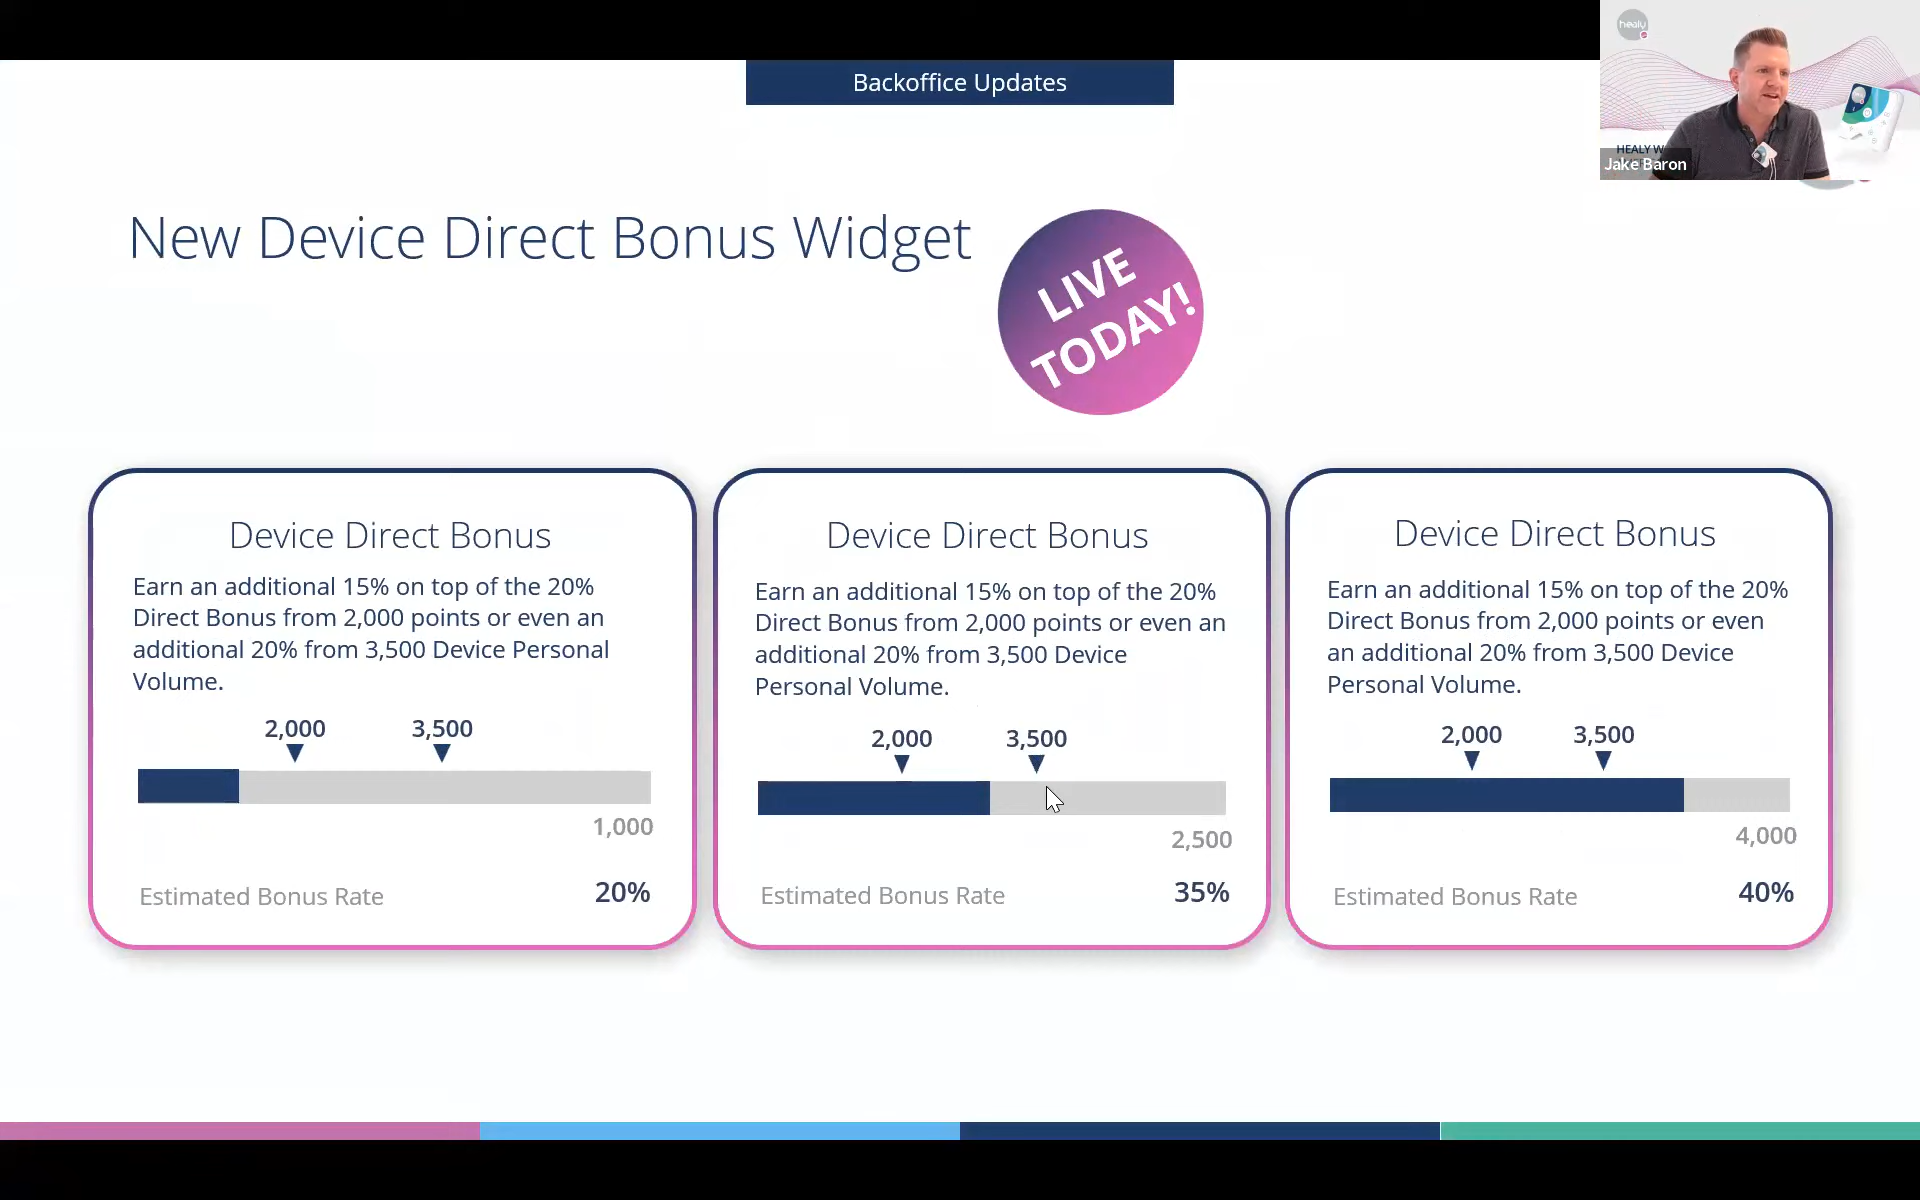 Backoffice Updates
healy
HEALY W
Jake Baron
New Device Direct Bonus Widget
LIVE
TODAY!
Device Direct Bonus
Earn an additional 15% on top of the 20%
Direct Bonus from 2,000 points or even an
additional 20% from 3,500 Device Personal
Volume.
2,000 3,500
1,000
Estimated Bonus Rate 20%
Device Direct Bonus
Earn an additional 15% on top of the 20%
Direct Bonus from 2,000 points or even an
additional 20% from 3,500 Device
Personal Volume.
2,000 3,500
2,500
Estimated Bonus Rate 35%
Device Direct Bonus
Earn an additional 15% on top of the 20%
Direct Bonus from 2,000 points or even
an additional 20% from 3,500 Device
Personal Volume.
2,000 3,500
4,000
Estimated Bonus Rate 40%